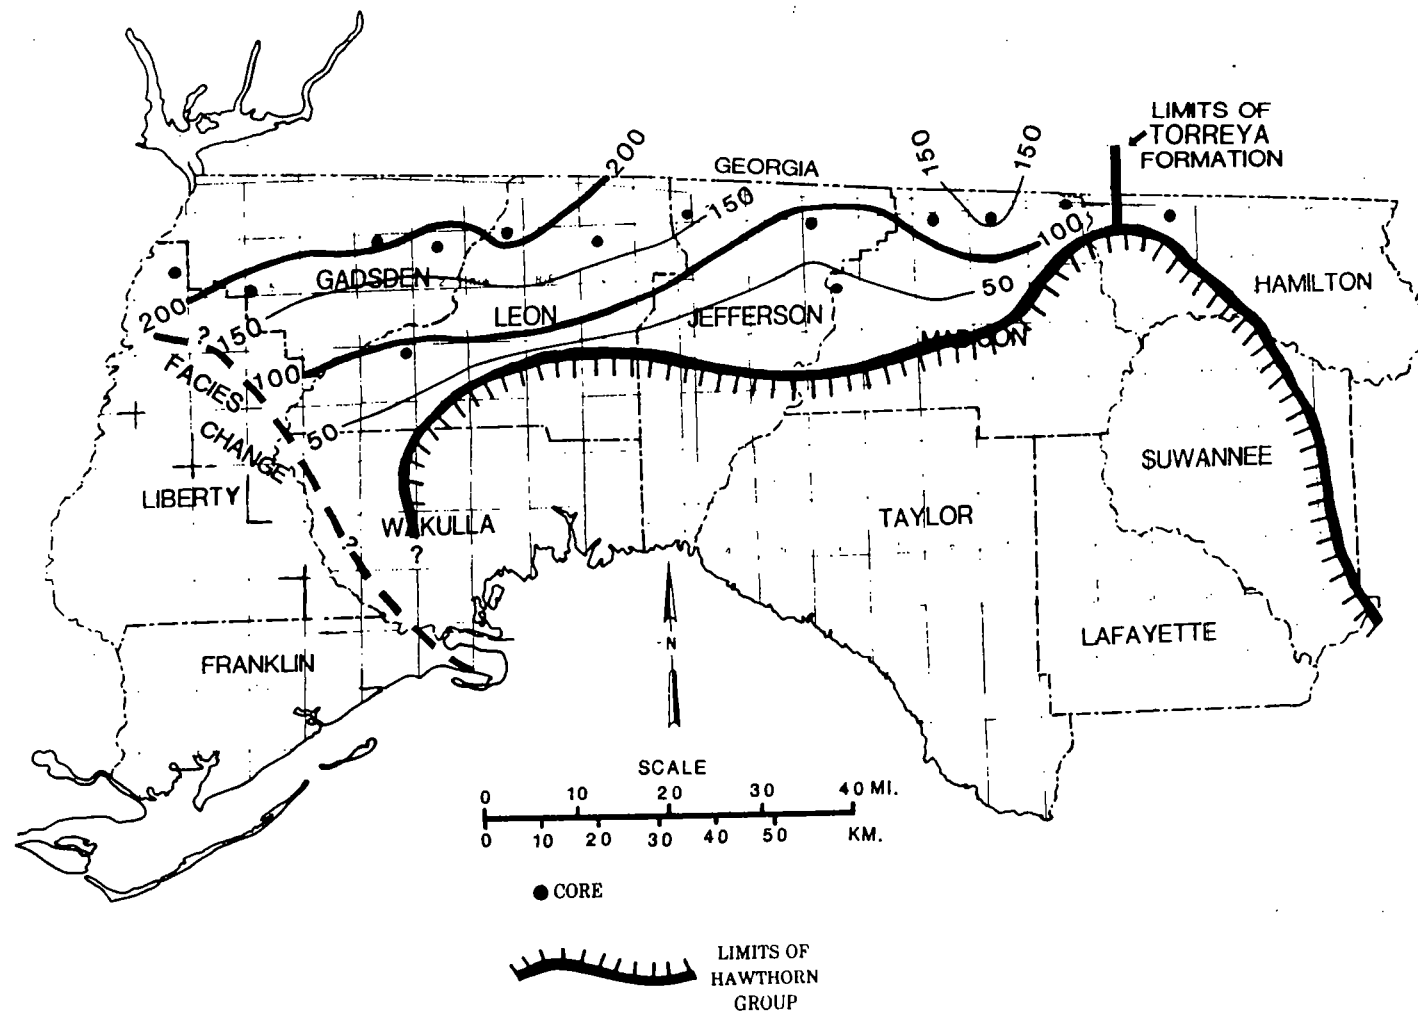 LIMITS OF
TORREYA
FORMATION
GEORGIA
200
150
150
150
100
GADSDEN
HAMILTON
50
200
150
LEON
JEFFERSON
MADISON
?
FACIES
CHANGE
100
50
SUWANNEE
LIBERTY
WAKULLA
TAYLOR
?
?
N
LAFAYETTE
FRANKLIN
SCALE
0 10 20 30 40 MI.
0 10 20 30 40 50 KM.
CORE
LIMITS OF
HAWTHORN
GROUP